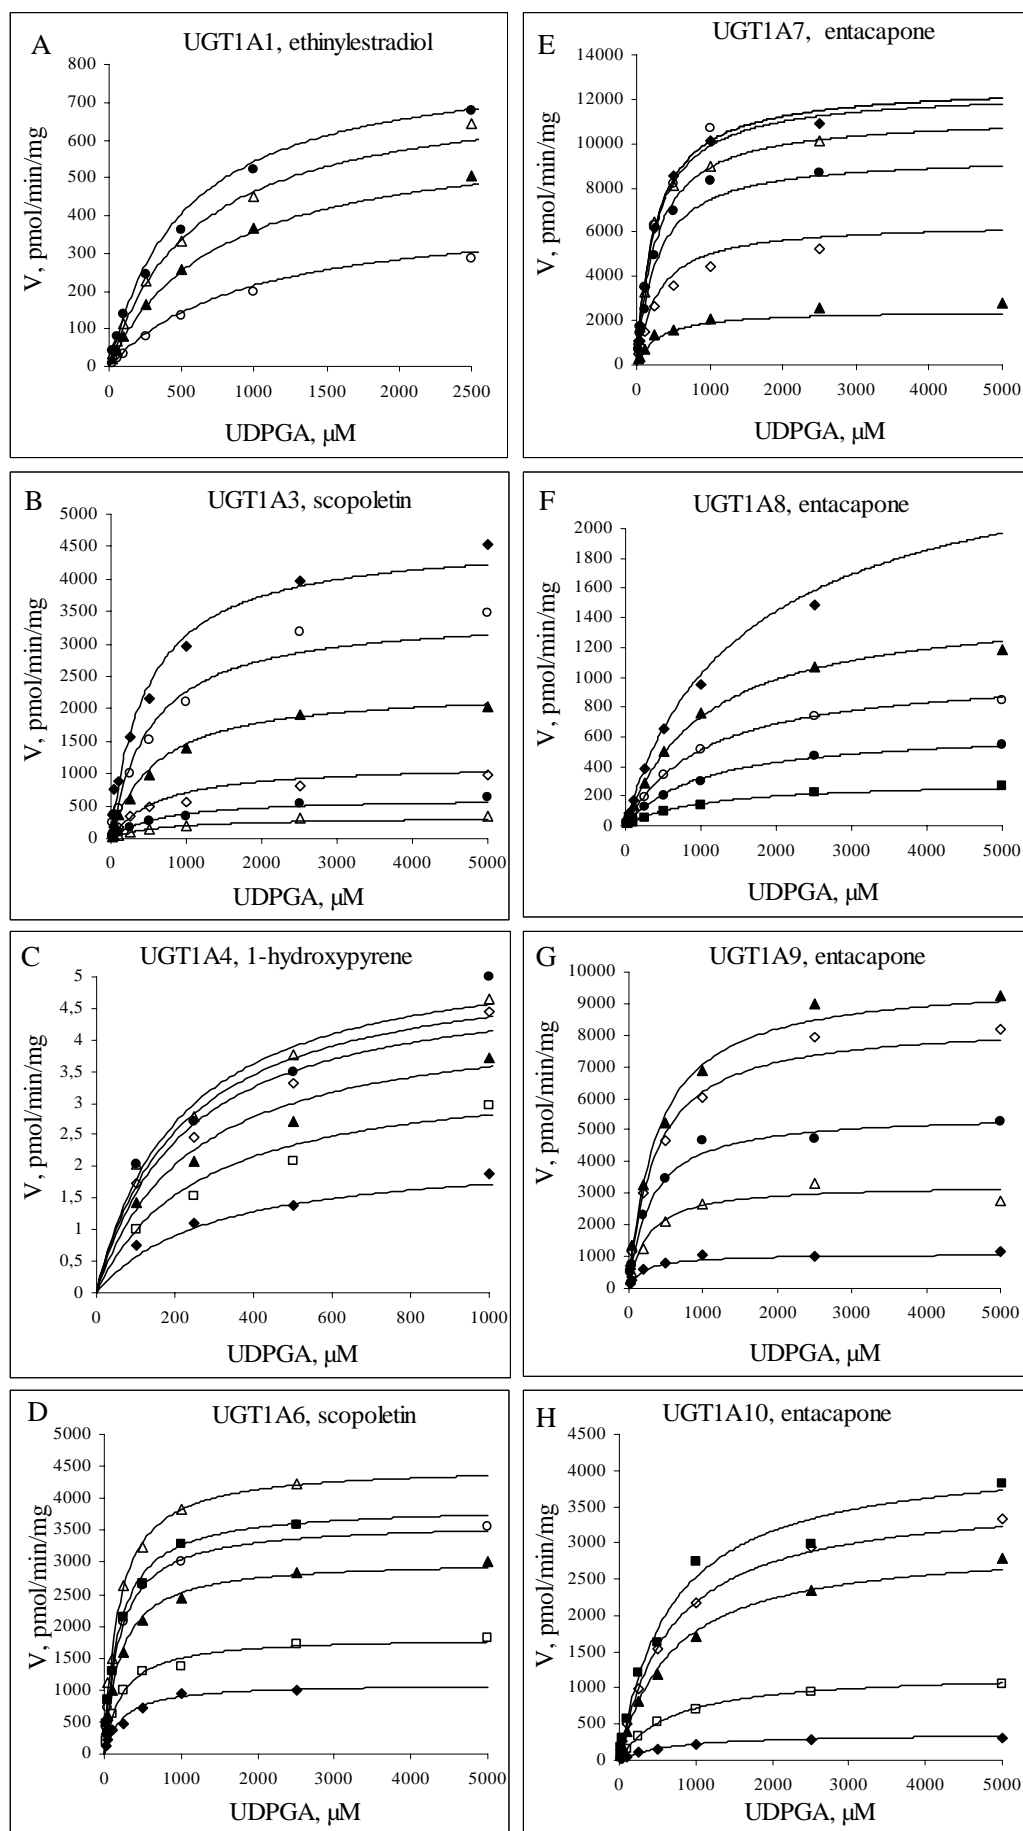 A
UGT1A1, ethinylestradiol
800
700
600
500
400
300
200
100
0
V, pmol/min/mg
0 500 1000 1500 2000 2500
UDPGA, µM
E
UGT1A7, entacapone
14000
12000
10000
8000
6000
4000
2000
0
V, pmol/min/mg
0 1000 2000 3000 4000 5000
UDPGA, µM
B
UGT1A3, scopoletin
5000
4500
4000
3500
3000
2500
2000
1500
1000
500
0
V, pmol/min/mg
0 1000 2000 3000 4000 5000
UDPGA, µM
F
UGT1A8, entacapone
2000
1800
1600
1400
1200
1000
800
600
400
200
0
V, pmol/min/mg
0 1000 2000 3000 4000 5000
UDPGA, µM
C
UGT1A4, 1-hydroxypyrene
5
4,5
4
3,5
3
2,5
2
1,5
1
0,5
0
V, pmol/min/mg
0 200 400 600 800 1000
UDPGA, µM
G
UGT1A9, entacapone
10000
9000
8000
7000
6000
5000
4000
3000
2000
1000
0
V, pmol/min/mg
0 1000 2000 3000 4000 5000
UDPGA, µM
D
UGT1A6, scopoletin
5000
4500
4000
3500
3000
2500
2000
1500
1000
500
0
V, pmol/min/mg
0 1000 2000 3000 4000 5000
UDPGA, µM
H
UGT1A10, entacapone
4500
4000
3500
3000
2500
2000
1500
1000
500
0
V, pmol/min/mg
0 1000 2000 3000 4000 5000
UDPGA, µM